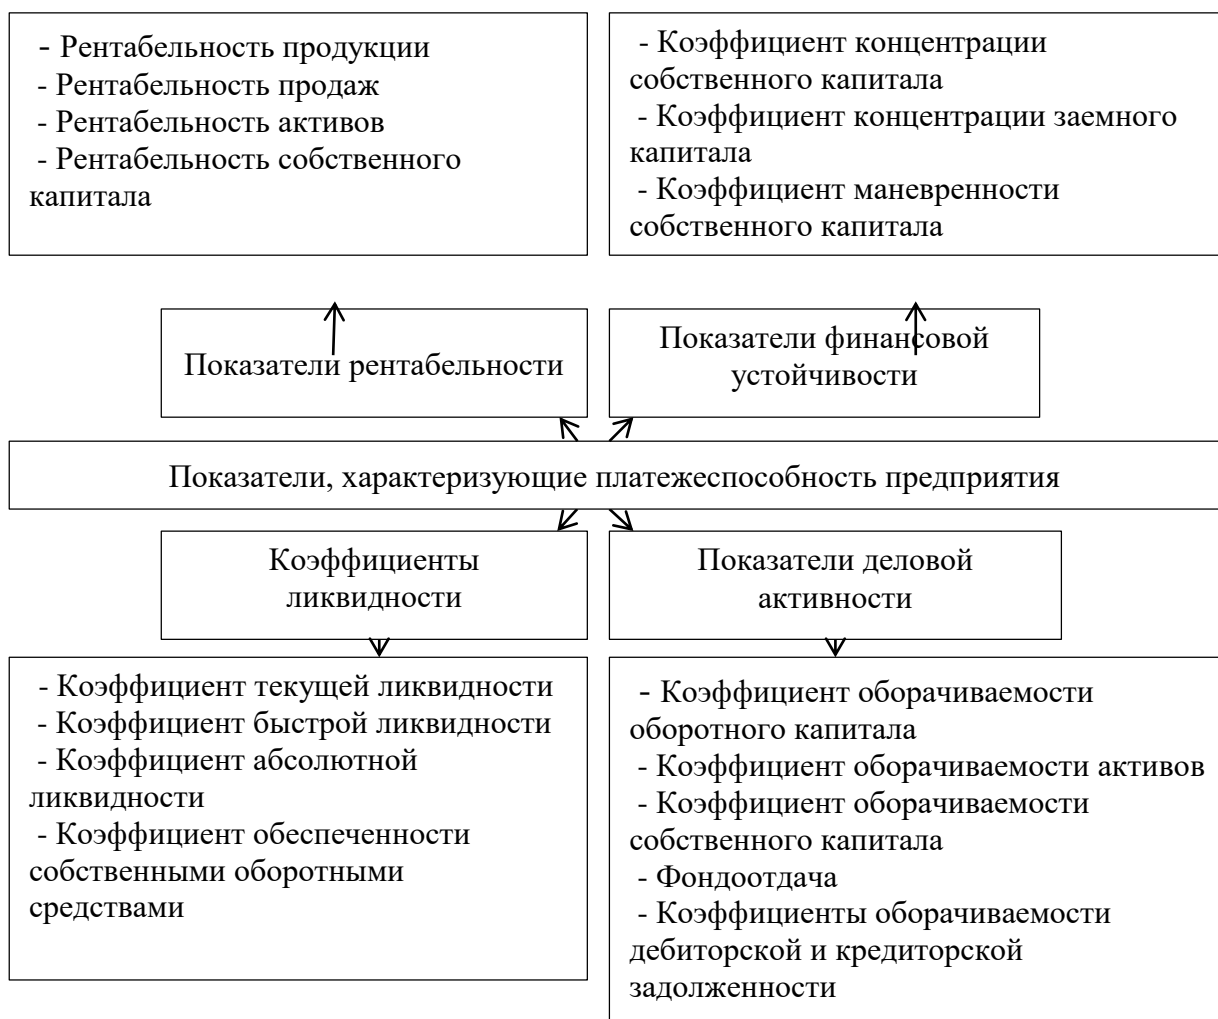 - Рентабельность продукции
- Рентабельность продаж
- Рентабельность активов
- Рентабельность собственного
капитала
- Коэффициент концентрации
собственного капитала
- Коэффициент концентрации заемного
капитала
- Коэффициент маневренности
собственного капитала
Показатели рентабельности
Показатели финансовой
устойчивости
Показатели, характеризующие платежеспособность предприятия
Коэффициенты
ликвидности
Показатели деловой
активности
- Коэффициент текущей ликвидности
- Коэффициент быстрой ликвидности
- Коэффициент абсолютной
ликвидности
- Коэффициент обеспеченности
собственными оборотными
средствами
- Коэффициент оборачиваемости
оборотного капитала
- Коэффициент оборачиваемости активов
- Коэффициент оборачиваемости
собственного капитала
- Фондоотдача
- Коэффициенты оборачиваемости
дебиторской и кредиторской
задолженности